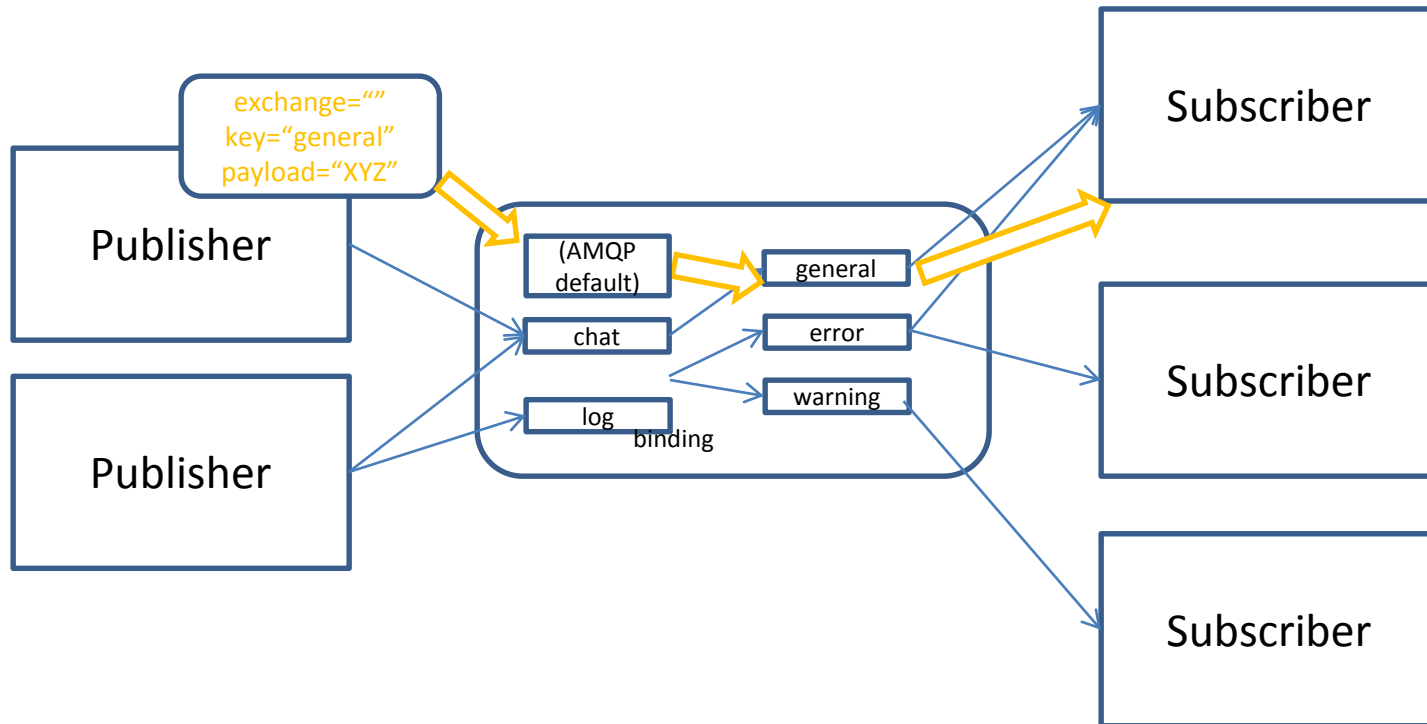 exchange=“”
key=“general”
payload=“XYZ”
Publisher
Publisher
(AMQP
default)
chat
log
binding
general
error
warning
Subscriber
Subscriber
Subscriber